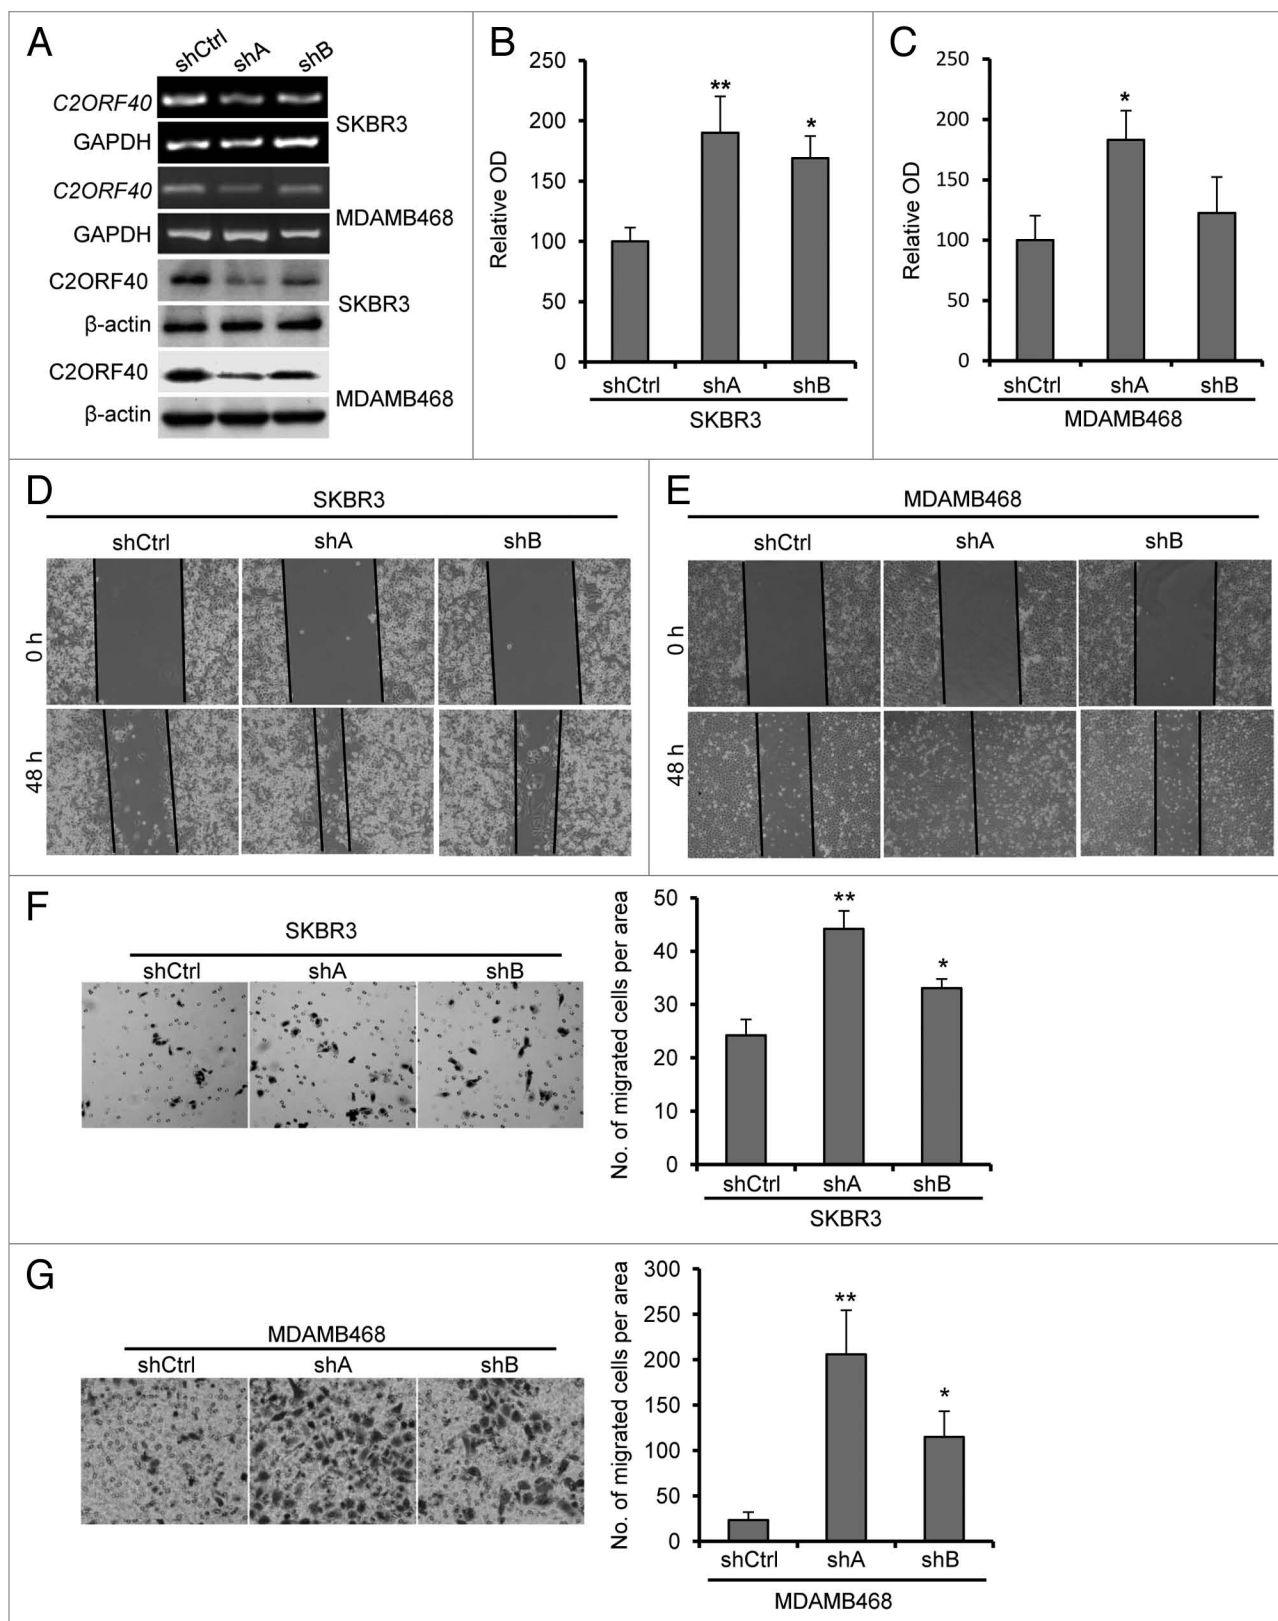 A
shCtrl shA shB
C2ORF40
GAPDH
SKBR3
C2ORF40
GAPDH
MDAMB468
C2ORF40
β-actin
SKBR3
C2ORF40
β-actin
MDAMB468
B
Relative OD
250
200
150
100
50
0
**
*
shCtrl shA shB
SKBR3
C
Relative OD
250
200
150
100
50
0
*
shCtrl shA shB
MDAMB468
D
SKBR3
shCtrl shA shB
0 h
48 h
E
MDAMB468
shCtrl shA shB
0 h
48 h
F
SKBR3
shCtrl shA shB
No. of migrated cells per area
50
40
30
20
10
0
**
*
shCtrl shA shB
SKBR3
G
MDAMB468
shCtrl shA shB
No. of migrated cells per area
300
250
200
150
100
50
0
**
*
shCtrl shA shB
MDAMB468